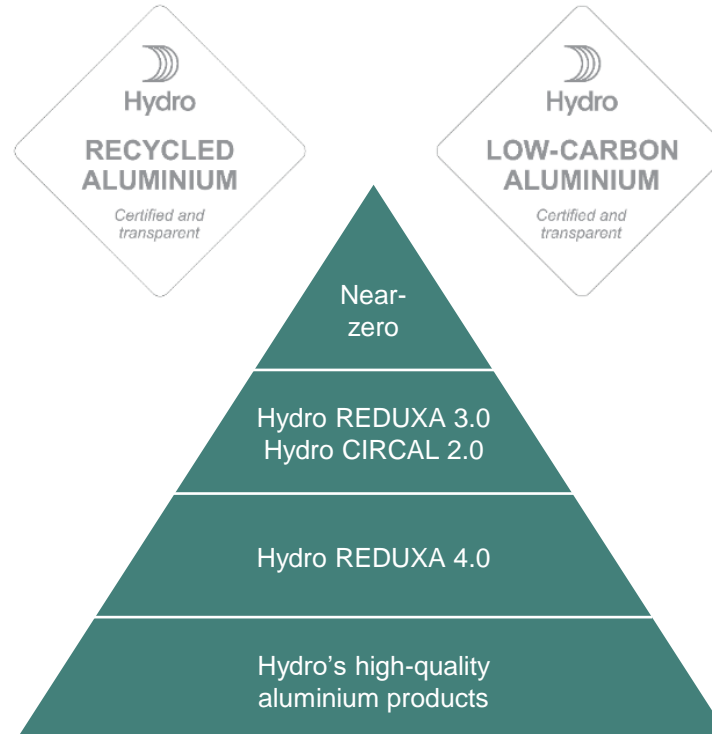 Hydro
RECYCLED
ALUMINIUM
Certified and
transparent
Hydro
LOW-CARBON
ALUMINIUM
Certified and
transparent
Near-
zero
Hydro REDUXA 3.0
Hydro CIRCAL 2.0
Hydro REDUXA 4.0
Hydro’s high-quality
aluminium products